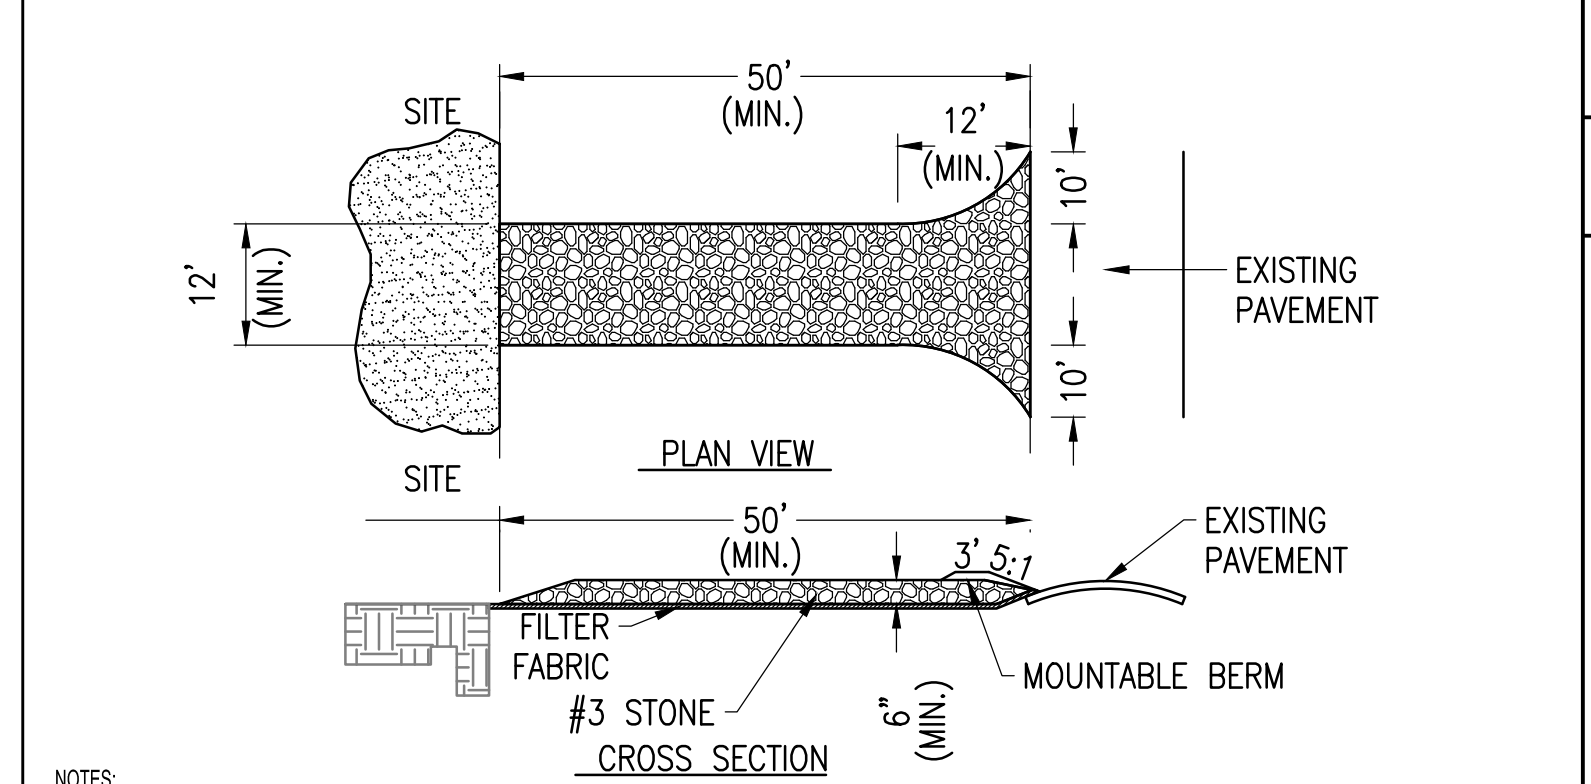 50'
(MIN.)
SITE
12'
(MIN.)
10'
12'
(MIN.)
EXISTING
PAVEMENT
10'
PLAN VIEW
SITE
50'
(MIN.)
EXISTING
PAVEMENT
3' 5:1
FILTER
FABRIC
MOUNTABLE BERM
#3 STONE
6"
(MIN.)
CROSS SECTION
NOTES: